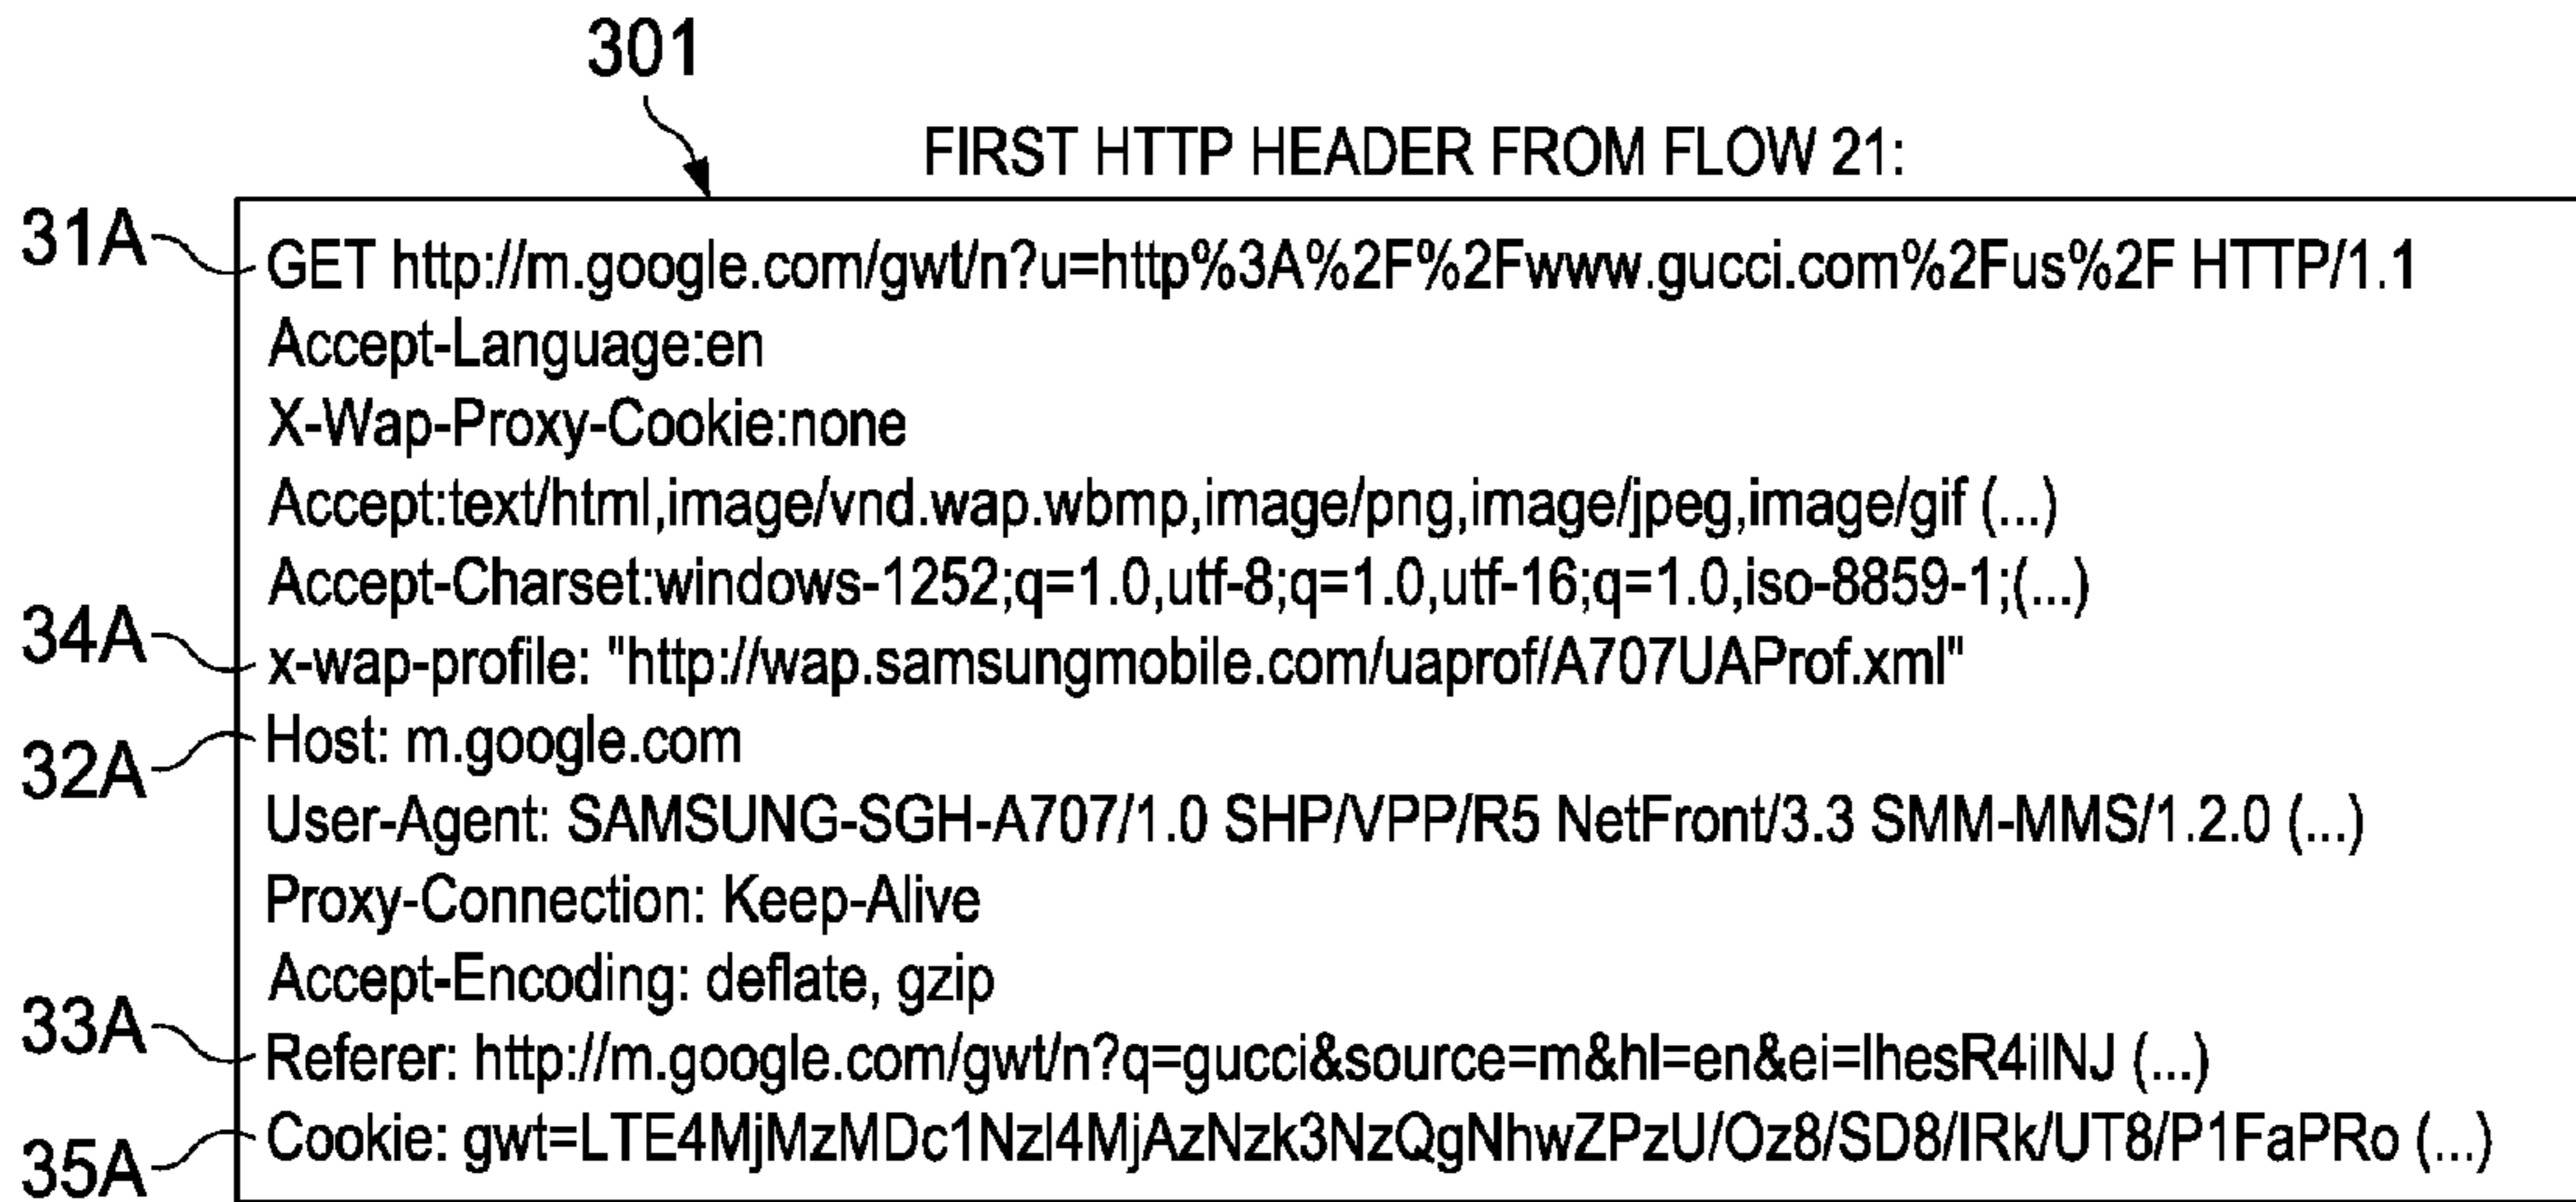 301
FIRST HTTP HEADER FROM FLOW 21:
31A
GET http://m.google.com/gwt/n?u=http%3A%2F%2Fwww.gucci.com%2Fus%2F HTTP/1.1
Accept-Language:en
X-Wap-Proxy-Cookie:none
Accept:text/html,image/vnd.wap.wbmp,image/png,image/jpeg,image/gif (...)
Accept-Charset:windows-1252;q=1.0,utf-8;q=1.0,utf-16;q=1.0,iso-8859-1;(...)
34A
x-wap-profile: "http://wap.samsungmobile.com/uaprof/A707UAProf.xml"
32A
Host: m.google.com
User-Agent: SAMSUNG-SGH-A707/1.0 SHP/VPP/R5 NetFront/3.3 SMM-MMS/1.2.0 (...)
Proxy-Connection: Keep-Alive
Accept-Encoding: deflate, gzip
33A
Referer: http://m.google.com/gwt/n?q=gucci&source=m&hl=en&ei=IhesR4ilNJ (...)
35A
Cookie: gwt=LTE4MjMzMDc1NzI4MjAzNzk3NzQgNhwZPzU/Oz8/SD8/IRk/UT8/P1FaPRo (...)